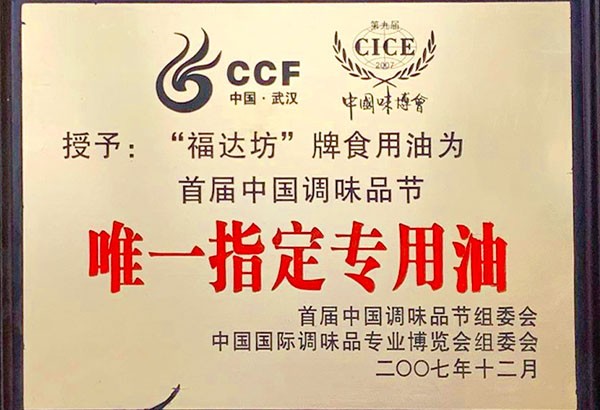 CCF
中国·武汉
第九届
CICE
2007
中國味博會
授予：“福达坊”牌食用油为
首届中国调味品节
唯一指定专用油
首届中国调味品节组委会
中国国际调味品专业博览会组委会
二〇〇七年十二月